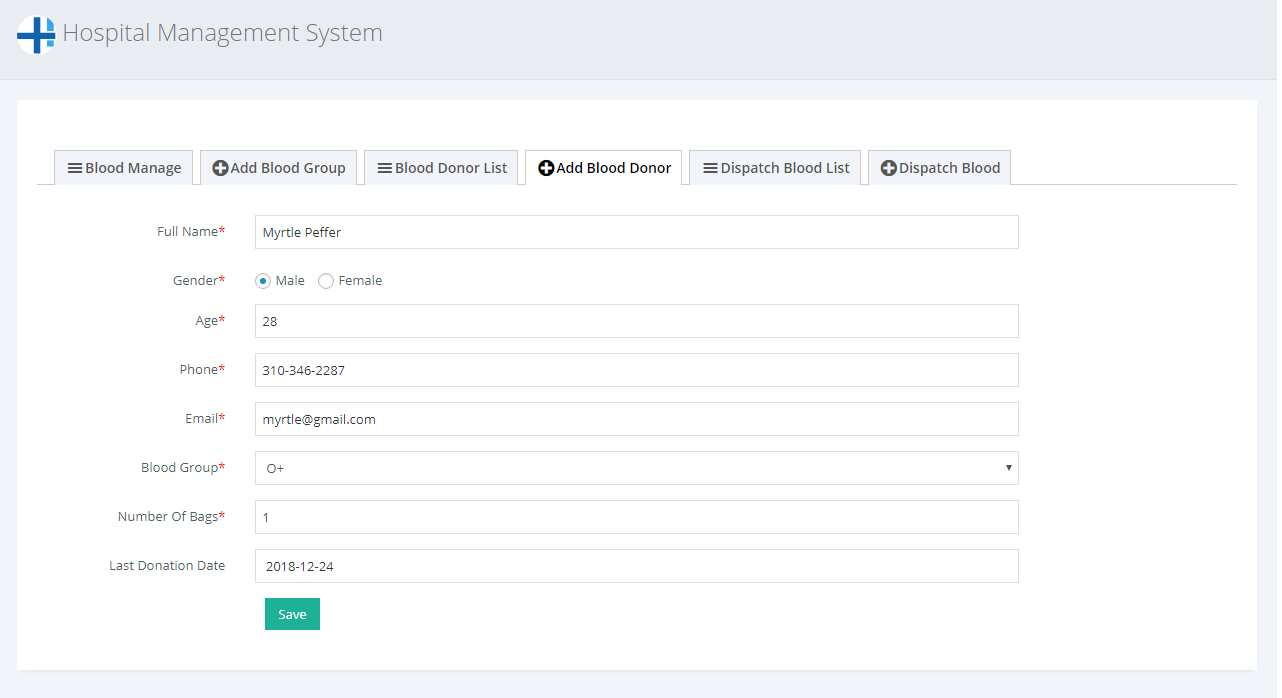 Hospital Management System
Blood Manage Add Blood Group Blood Donor List Add Blood Donor Dispatch Blood List Dispatch Blood
Full Name* Myrtle Peffer
Gender* Male Female
Age* 28
Phone* 310-346-2287
Email* myrtle@gmail.com
Blood Group* O+
Number Of Bags* 1
Last Donation Date 2018-12-24
Save